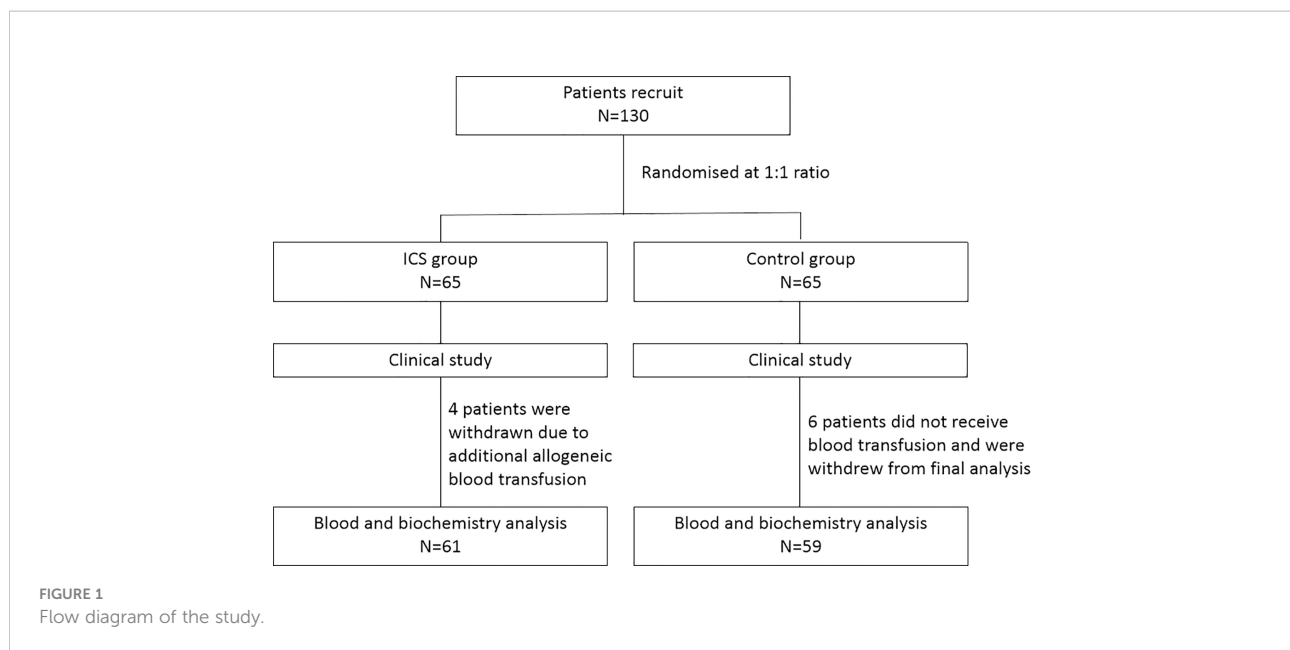 Patients recruit
N=130
Randomised at 1:1 ratio
ICS group
N=65
Control group
N=65
Clinical study
Clinical study
4 patients were
withdrawn due to
additional allogeneic
blood transfusion
6 patients did not receive
blood transfusion and were
withdrew from final analysis
Blood and biochemistry analysis
N=61
Blood and biochemistry analysis
N=59
FIGURE 1
Flow diagram of the study.